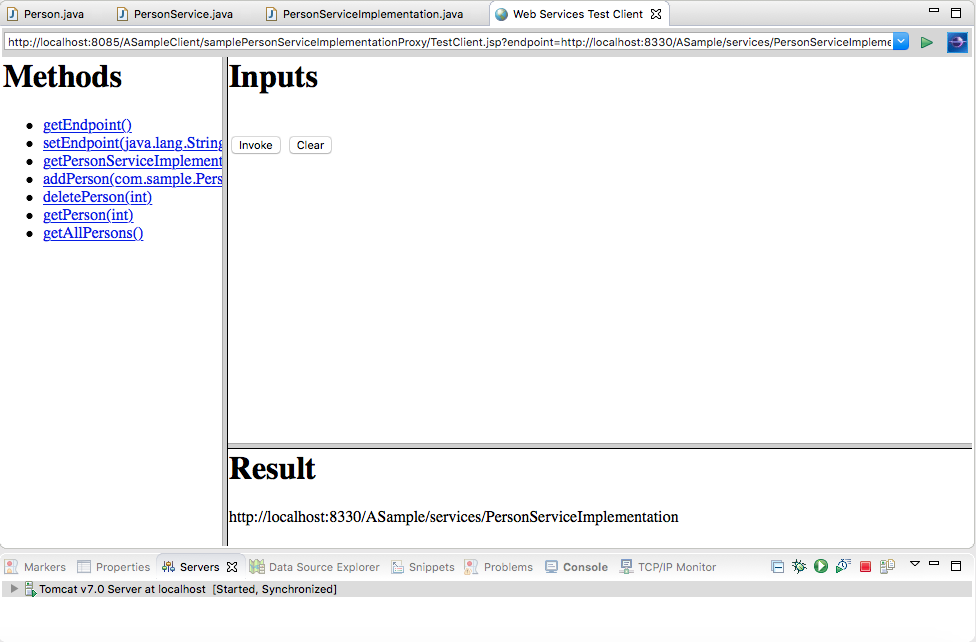 Person.java PersonService.java PersonServiceImplementation.java Web Services Test Client
http://localhost:8085/ASampleClient/samplePersonServiceImplementationProxy/TestClient.jsp?endpoint=http://localhost:8330/ASample/services/PersonServiceImpleme
Methods
getEndpoint()
setEndpoint(java.lang.String
getPersonServiceImplement
addPerson(com.sample.Pers
deletePerson(int)
getPerson(int)
getAllPersons()
Inputs
Invoke Clear
Result
http://localhost:8330/ASample/services/PersonServiceImplementation
Markers Properties Servers Data Source Explorer Snippets Problems Console TCP/IP Monitor
Tomcat v7.0 Server at localhost [Started, Synchronized]